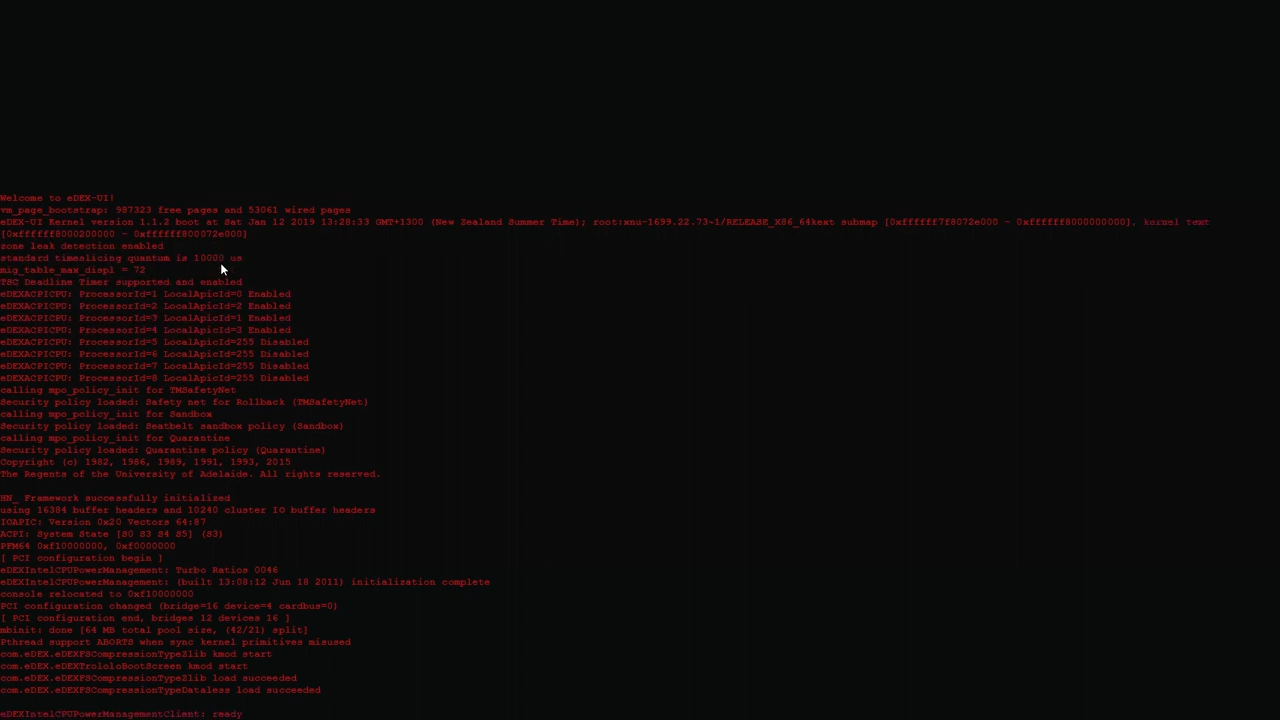 Welcome to eDEX-UI!
vm_page_bootstrap: 987323 free pages and 53061 wired pages
eDEX-UI Kernel version 1.1.2 boot at Sat Jan 12 2019 13:28:33 GMT+1300 (New Zealand Summer Time); root:xnu-1699.22.73~1/RELEASE_X86_64kext submap [0xffffff7f8072e000 - 0xffffff8000000000], kernel text
[0xffffff8000200000 - 0xffffff800072e000]
zone leak detection enabled
standard timeslicing quantum is 10000 us
mig_table_max_displ = 72
TSC Deadline Timer supported and enabled
eDEXACPICPU: ProcessorId=1 LocalApicId=0 Enabled
eDEXACPICPU: ProcessorId=2 LocalApicId=2 Enabled
eDEXACPICPU: ProcessorId=3 LocalApicId=1 Enabled
eDEXACPICPU: ProcessorId=4 LocalApicId=3 Enabled
eDEXACPICPU: ProcessorId=5 LocalApicId=255 Disabled
eDEXACPICPU: ProcessorId=6 LocalApicId=255 Disabled
eDEXACPICPU: ProcessorId=7 LocalApicId=255 Disabled
eDEXACPICPU: ProcessorId=8 LocalApicId=255 Disabled
calling mpo_policy_init for TMSafetyNet
Security policy loaded: Safety net for Rollback (TMSafetyNet)
calling mpo_policy_init for Sandbox
Security policy loaded: Seatbelt sandbox policy (Sandbox)
calling mpo_policy_init for Quarantine
Security policy loaded: Quarantine policy (Quarantine)
Copyright (c) 1982, 1986, 1989, 1991, 1993, 2015
The Regents of the University of Adelaide. All rights reserved.
HN_ Framework successfully initialized
using 16384 buffer headers and 10240 cluster IO buffer headers
IOAPIC: Version 0x20 Vectors 64:87
ACPI: System State [S0 S3 S4 S5] (S3)
PFM64 0xf10000000, 0xf0000000
[ PCI configuration begin ]
eDEXIntelCPUPowerManagement: Turbo Ratios 0046
eDEXIntelCPUPowerManagement: (built 13:08:12 Jun 18 2011) initialization complete
console relocated to 0xf10000000
PCI configuration changed (bridge=16 device=4 cardbus=0)
[ PCI configuration end, bridges 12 devices 16 ]
mbinit: done [64 MB total pool size, (42/21) split]
Pthread support ABORTS when sync kernel primitives misused
com.eDEX.eDEXFSCompressionTypeZlib kmod start
com.eDEX.eDEXTrololoBootScreen kmod start
com.eDEX.eDEXFSCompressionTypeZlib load succeeded
com.eDEX.eDEXFSCompressionTypeDataless load succeeded
eDEXIntelCPUPowerManagementClient: ready